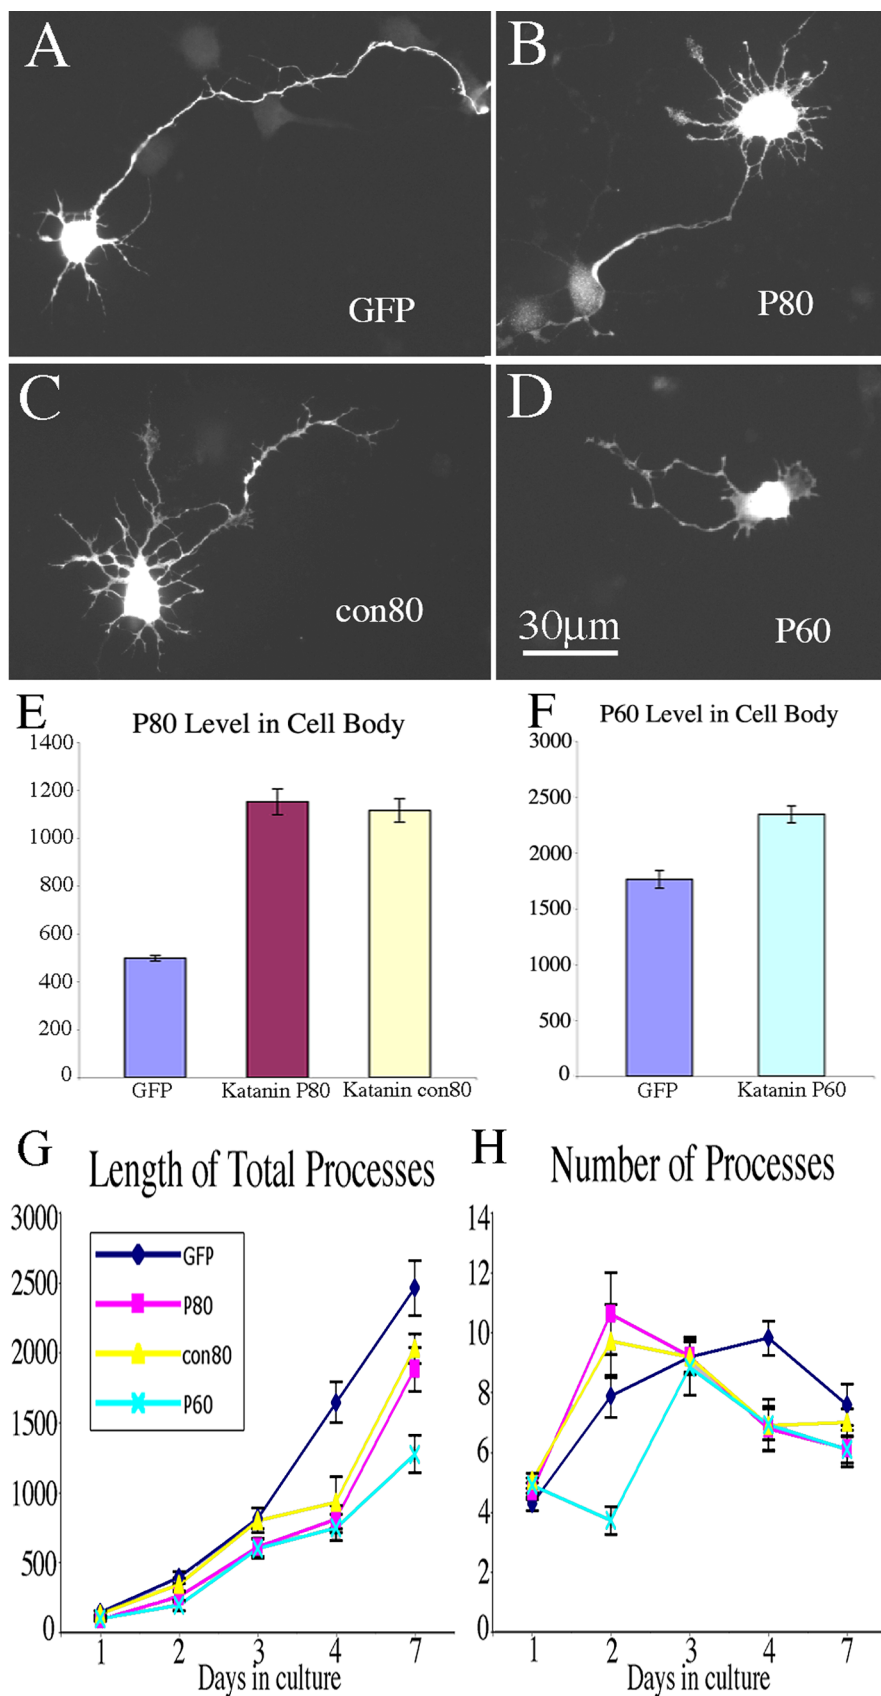 A
GFP
B
P80
C
con80
D
30μm
P60
E
P80 Level in Cell Body
1400
1200
1000
800
600
400
200
0
GFP
Katanin P80
Katanin con80
F
P60 Level in Cell Body
3000
2500
2000
1500
1000
500
0
GFP
Katanin P60
G
Length of Total Processes
3000
2500
2000
1500
1000
500
0
GFP
P80
con80
P60
1 2 3 4 7
Days in culture
H
Number of Processes
14
12
10
8
6
4
2
0
1 2 3 4 7
Days in culture